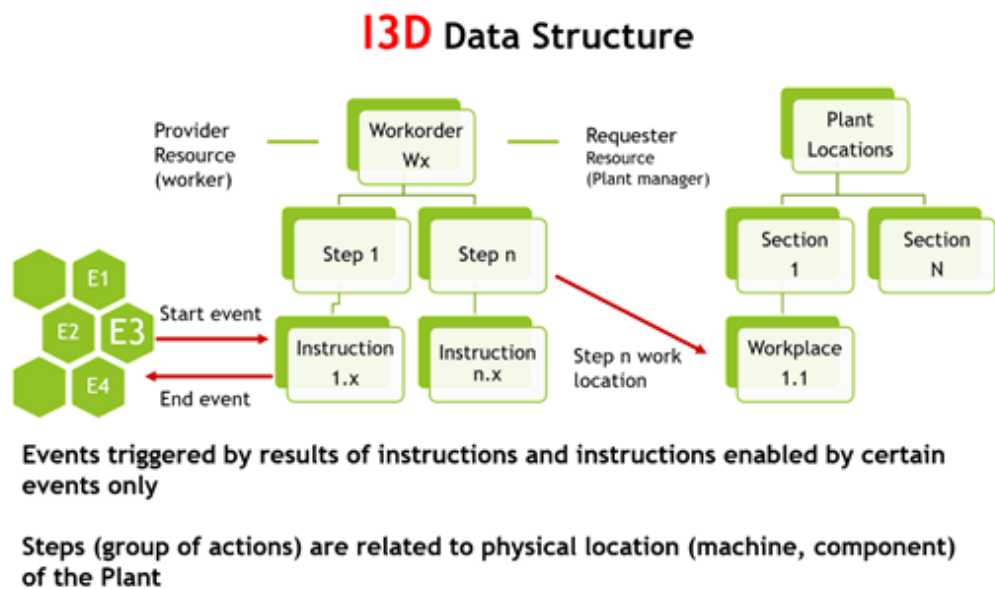 I3D Data Structure
Provider
Resource
(worker)
Workorder
Wx
Requester
Resource
(Plant manager)
Plant
Locations
Step 1
Step n
Section
1
Section
N
E1
E2
E3
E4
Start event
End event
Instruction
1.x
Instruction
n.x
Step n work
location
Workplace
1.1
Events triggered by results of instructions and instructions enabled by certain
events only
Steps (group of actions) are related to physical location (machine, component)
of the Plant